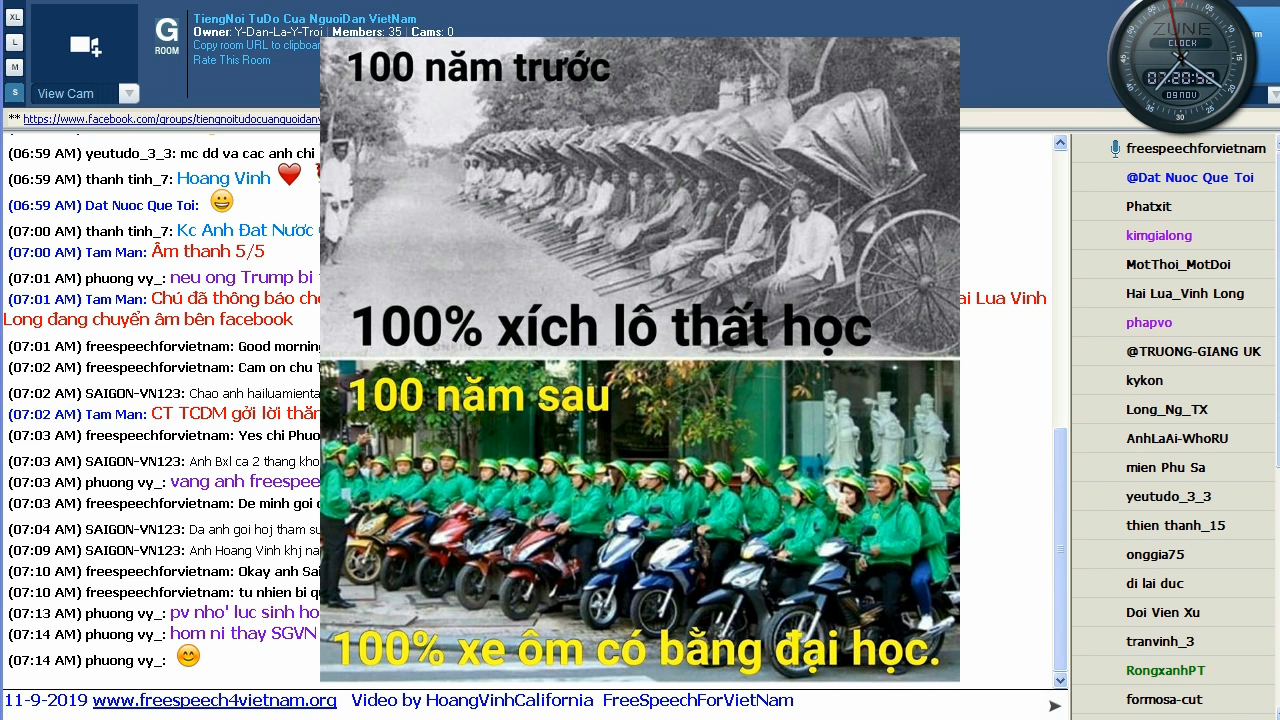 XL
L
M
S
View Cam
G
ROOM
TiengNoi TuDo Cua NguoiDan VietNam
Owner: Y-Dan-La-Y-Troi | Members: 35 | Cams: 0
Copy room URL to clipboar
Rate This Room
ZUNE
CLOCK
09 NOV
** https://www.facebook.com/groups/tiengnoitudocuanguoidan
(06:59 AM) yeutudo_3_3: mc dd va cac anh chi
(06:59 AM) thanh tinh_7: Hoang Vinh
(06:59 AM) Dat Nuoc Que Toi:
(07:00 AM) thanh tinh_7: Kc Anh Đat Nươc
(07:00 AM) Tam Man: Âm thanh 5/5
(07:01 AM) phuong vy_: neu ong Trump bi
(07:01 AM) Tam Man: Chú đã thông báo cho
ai Lua Vinh
Long đang chuyển âm bên facebook
(07:01 AM) freespeechforvietnam: Good morning
(07:02 AM) freespeechforvietnam: Cam on chu
(07:02 AM) SAIGON-VN123: Chao anh hailuamienta
(07:02 AM) Tam Man: CT TCDM gởi lời thăm
(07:03 AM) freespeechforvietnam: Yes chi Phuo
(07:03 AM) SAIGON-VN123: Anh Bxl ca 2 thang kho
(07:03 AM) phuong vy_: vang anh freespee
(07:03 AM) freespeechforvietnam: De minh goi
(07:04 AM) SAIGON-VN123: Da anh goi hoj tham su
(07:09 AM) SAIGON-VN123: Anh Hoang Vinh khj na
(07:10 AM) freespeechforvietnam: Okay anh Sai
(07:10 AM) freespeechforvietnam: tu nhien bi q
(07:13 AM) phuong vy_: pv nho' luc sinh ho
(07:14 AM) phuong vy_: hom ni thay SGVN
(07:14 AM) phuong vy_:
100 năm trước
100% xích lô thất học
100 năm sau
100% xe ôm có bằng đại học.
freespeechforvietnam
@Dat Nuoc Que Toi
Phatxit
kimgialong
MotThoi_MotDoi
Hai Lua_Vinh Long
phapvo
@TRUONG-GIANG UK
kykon
Long_Ng_TX
AnhLaAi-WhoRU
mien Phu Sa
yeutudo_3_3
thien thanh_15
onggia75
di lai duc
Doi Vien Xu
tranvinh_3
RongxanhPT
formosa-cut
11-9-2019 www.freespeech4vietnam.org Video by HoangVinhCalifornia FreeSpeechForVietNam